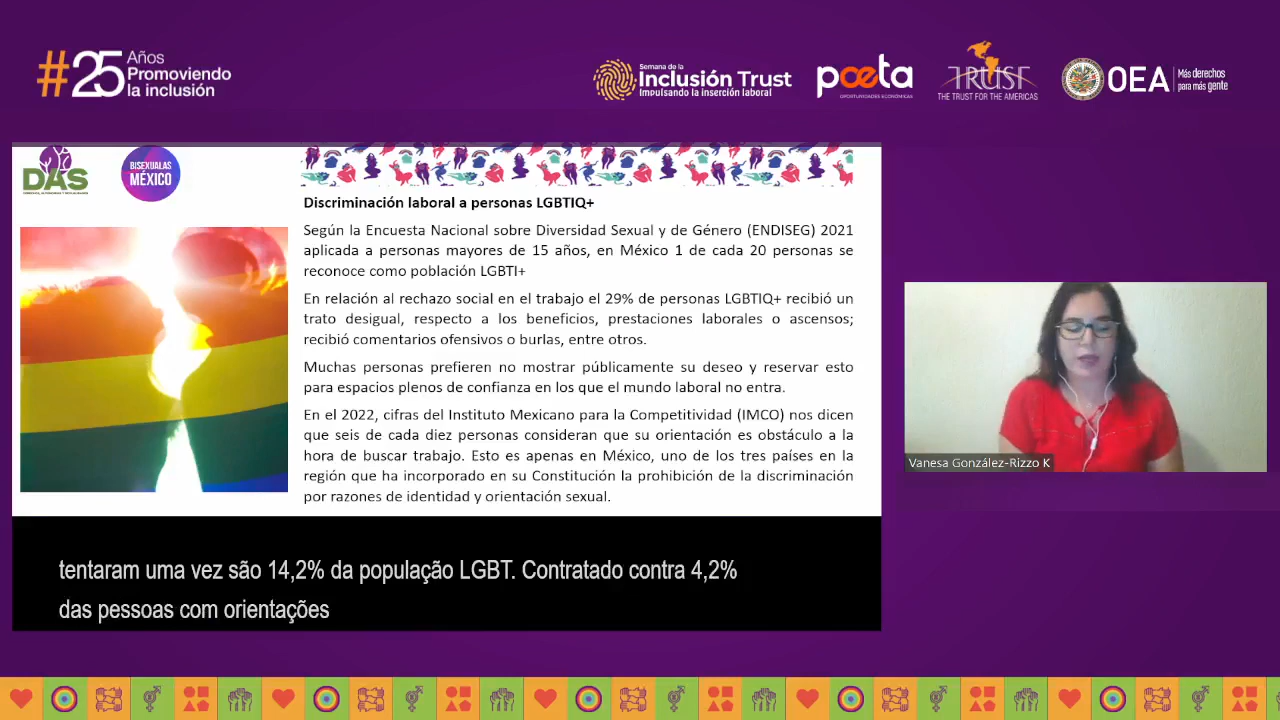 #25 Años
Promoviendo
la inclusión
Semana de la
Inclusión Trust
Impulsando la inserción laboral
poeta
OPORTUNIDADES ECONÓMICAS
TRUST
THE TRUST FOR THE AMERICAS
OEA
Más derechos
para más gente
DAS
BISEXUALAS
MÉXICO
Discriminación laboral a personas LGBTIQ+
Según la Encuesta Nacional sobre Diversidad Sexual y de Género (ENDISEG) 2021
aplicada a personas mayores de 15 años, en México 1 de cada 20 personas se
reconoce como población LGBTI+
En relación al rechazo social en el trabajo el 29% de personas LGBTIQ+ recibió un
trato desigual, respecto a los beneficios, prestaciones laborales o ascensos;
recibió comentarios ofensivos o burlas, entre otros.
Muchas personas prefieren no mostrar públicamente su deseo y reservar esto
para espacios plenos de confianza en los que el mundo laboral no entra.
En el 2022, cifras del Instituto Mexicano para la Competitividad (IMCO) nos dicen
que seis de cada diez personas consideran que su orientación es obstáculo a la
hora de buscar trabajo. Esto es apenas en México, uno de los tres países en la
región que ha incorporado en su Constitución la prohibición de la discriminación
por razones de identidad y orientación sexual.
Vanesa González-Rizzo K
tentaram uma vez são 14,2% da população LGBT. Contratado contra 4,2%
das pessoas com orientações